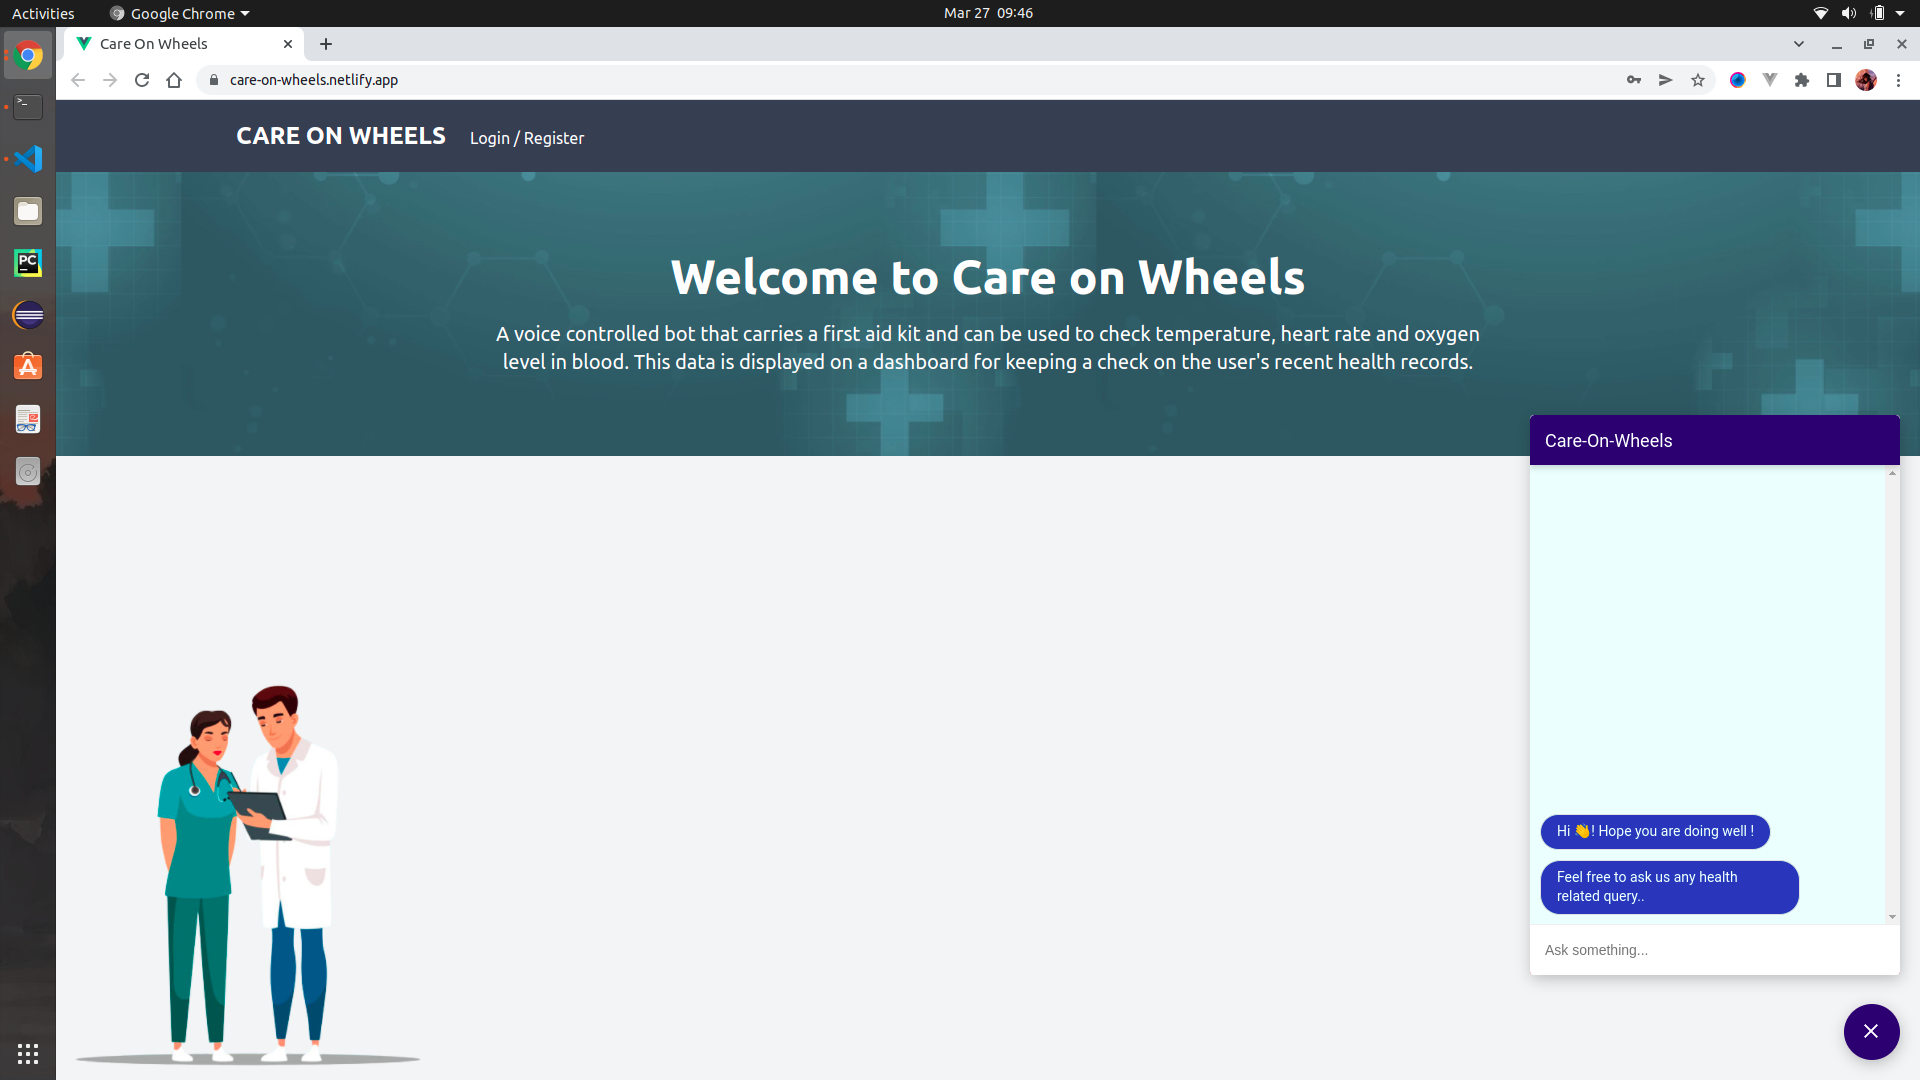 Activities
Google Chrome
Mar 27 09:46
Care On Wheels
care-on-wheels.netlify.app
CARE ON WHEELS
Login / Register
Welcome to Care on Wheels
A voice controlled bot that carries a first aid kit and can be used to check temperature, heart rate and oxygen
level in blood. This data is displayed on a dashboard for keeping a check on the user's recent health records.
PC
Care-On-Wheels
Hi 👋! Hope you are doing well !
Feel free to ask us any health
related query..
Ask something...